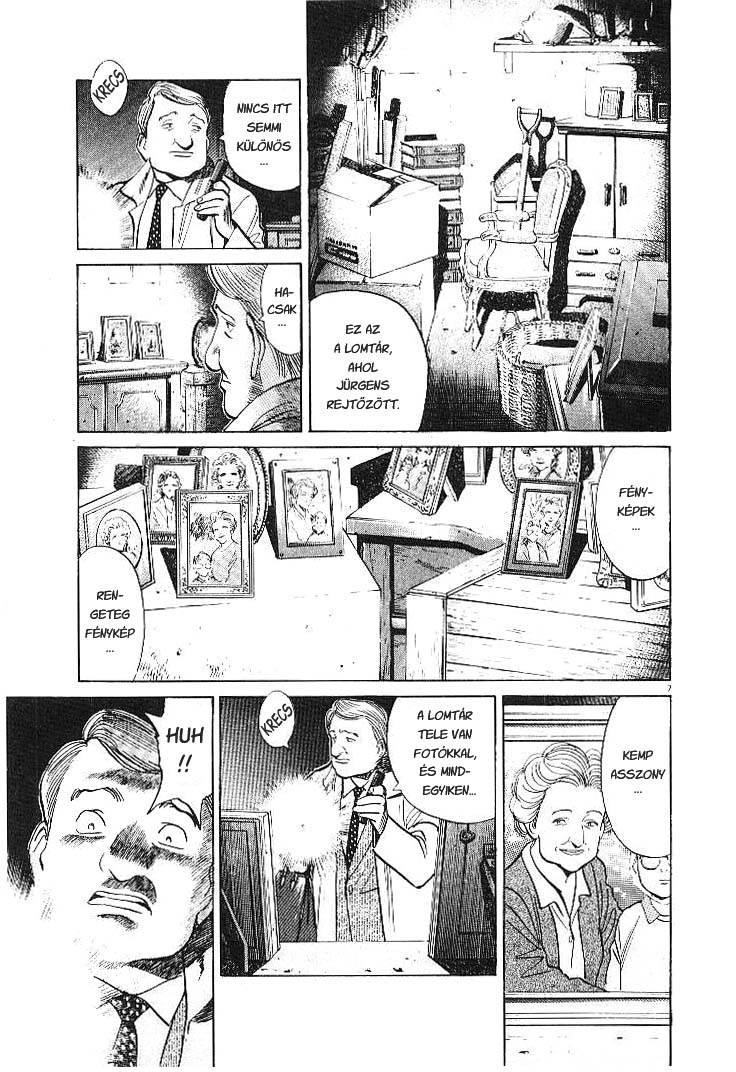 EZ AZ
A LOMTÁR,
AHOL
JÜRGENS
REJTŐZÖTT.
NINCS ITT
SEMMI
KÜLÖNÖS
...
KRECS
HA-
CSAK
...
FÉNY-
KÉPEK
...
REN-
GETEG
FÉNYKÉP
...
7
KEMP
ASSZONY
...
A LOMTÁR
TELE VAN
FOTÓKKAL,
ÉS MIND-
EGYIKEN...
KRECS
HUH
!!